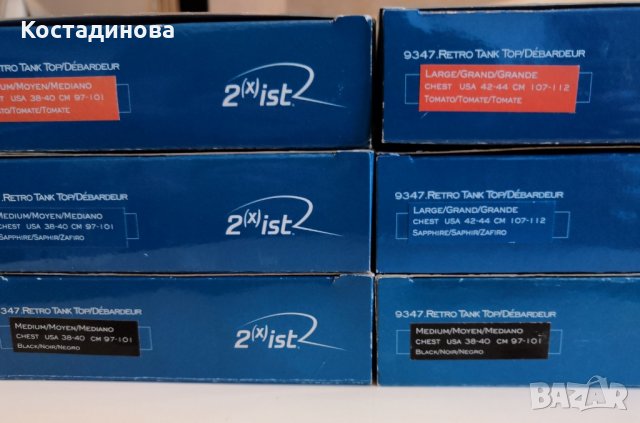 Костадинова
TRO TANK TOP/DÉBARDEUR
UM/MOYEN/MEDIANO
CHEST USA 38-40 CM 97-101
TO/TOMATE/TOMATE
2(x)ist
9347.RETRO TANK TOP/DÉBARDEUR
LARGE/GRAND/GRANDE
CHEST USA 42-44 CM 107-112
TOMATO/TOMATE/TOMATE
.RETRO TANK TOP/DÉBARDEUR
MEDIUM/MOYEN/MEDIANO
CHEST USA 38-40 CM 97-101
SAPPHIRE/SAPHIR/ZAFIRO
2(x)ist
9347.RETRO TANK TOP/DÉBARDEUR
LARGE/GRAND/GRANDE
CHEST USA 42-44 CM 107-112
SAPPHIRE/SAPHIR/ZAFIRO
347.RETRO TANK TOP/DÉBARDEUR
MEDIUM/MOYEN/MEDIANO
CHEST USA 38-40 CM 97-101
BLACK/NOIR/NEGRO
2(x)ist
9347.RETRO TANK TOP/DÉBARDEUR
MEDIUM/MOYEN/MEDIANO
CHEST USA 38-40 CM 97-101
BLACK/NOIR/NEGRO
BAZAR